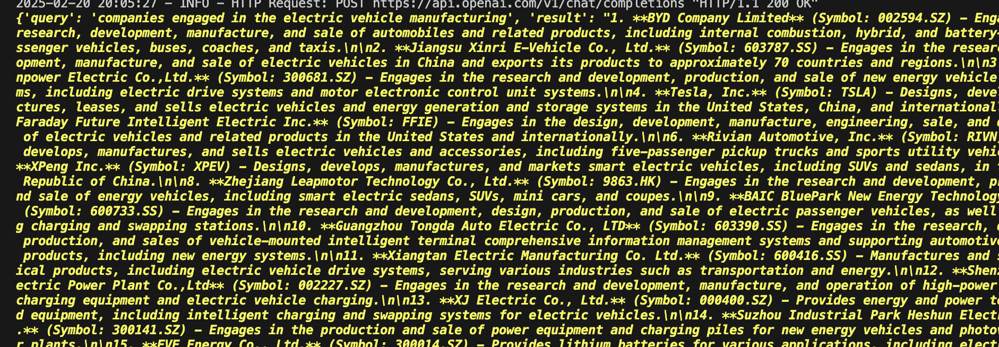 2025-02-20 20:05:27 - INFO - HTTP Request: POST https://api.openai.com/v1/chat/completions "HTTP/1.1 200 OK"
{'query': 'companies engaged in the electric vehicle manufacturing', 'result': "1. **BYD Company Limited** (Symbol: 002594.SZ) – Enga
research, development, manufacture, and sale of automobiles and related products, including internal combustion, hybrid, and battery-
ssenger vehicles, buses, coaches, and taxis.\n\n2. **Jiangsu Xinri E-Vehicle Co., Ltd.** (Symbol: 603787.SS) – Engages in the resear
opment, manufacture, and sale of electric vehicles in China and exports its products to approximately 70 countries and regions.\n\n3
npower Electric Co.,Ltd.** (Symbol: 300681.SZ) – Engages in the research and development, production, and sale of new energy vehicle
ms, including electric drive systems and motor electronic control unit systems.\n\n4. **Tesla, Inc.** (Symbol: TSLA) – Designs, deve
ctures, leases, and sells electric vehicles and energy generation and storage systems in the United States, China, and international
Faraday Future Intelligent Electric Inc.** (Symbol: FFIE) – Engages in the design, development, manufacture, engineering, sale, and
of electric vehicles and related products in the United States and internationally.\n\n6. **Rivian Automotive, Inc.** (Symbol: RIVN)
develops, manufactures, and sells electric vehicles and accessories, including five-passenger pickup trucks and sports utility vehi
**XPeng Inc.** (Symbol: XPEV) – Designs, develops, manufactures, and markets smart electric vehicles, including SUVs and sedans, in
Republic of China.\n\n8. **Zhejiang Leapmotor Technology Co., Ltd.** (Symbol: 9863.HK) – Engages in the research and development, p
nd sale of energy vehicles, including smart electric sedans, SUVs, mini cars, and coupes.\n\n9. **BAIC BluePark New Energy Technology
(Symbol: 600733.SS) – Engages in the research and development, design, production, and sale of electric passenger vehicles, as well
g charging and swapping stations.\n\n10. **Guangzhou Tongda Auto Electric Co., LTD** (Symbol: 603390.SS) – Engages in the research,
production, and sales of vehicle-mounted intelligent terminal comprehensive information management systems and supporting automotive
products, including new energy systems.\n\n11. **Xiangtan Electric Manufacturing Co. Ltd.** (Symbol: 600416.SS) – Manufactures and s
ical products, including electric vehicle drive systems, serving various industries such as transportation and energy.\n\n12. **Shenz
ectric Power Plant Co.,Ltd** (Symbol: 002227.SZ) – Engages in the research and development, manufacture, and operation of high-power
charging equipment and electric vehicle charging.\n\n13. **XJ Electric Co., Ltd.** (Symbol: 000400.SZ) – Provides energy and power t
d equipment, including intelligent charging and swapping systems for electric vehicles.\n\n14. **Suzhou Industrial Park Heshun Elect
.** (Symbol: 300141.SZ) – Engages in the production and sale of power equipment and charging piles for new energy vehicles and photov
r plants.\n\n15. **EVE Energy Co., Ltd.** (Symbol: 300014.SZ) – Provides lithium batteries for various applications, including elect